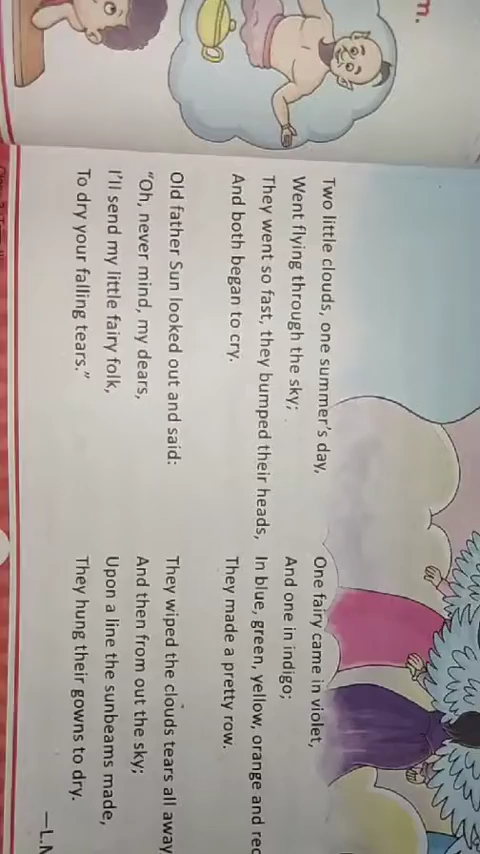 m.
Two little clouds, one summer's day,
Went flying through the sky;
They went so fast, they bumped their heads,
And both began to cry.
Old father Sun looked out and said:
"Oh, never mind, my dears,
I'll send my little fairy folk,
To dry your falling tears."
One fairy came in violet,
And one in indigo;
In blue, green, yellow, orange and red
They made a pretty row.
They wiped the clouds tears all away
And then from out the sky;
Upon a line the sunbeams made,
They hung their gowns to dry.